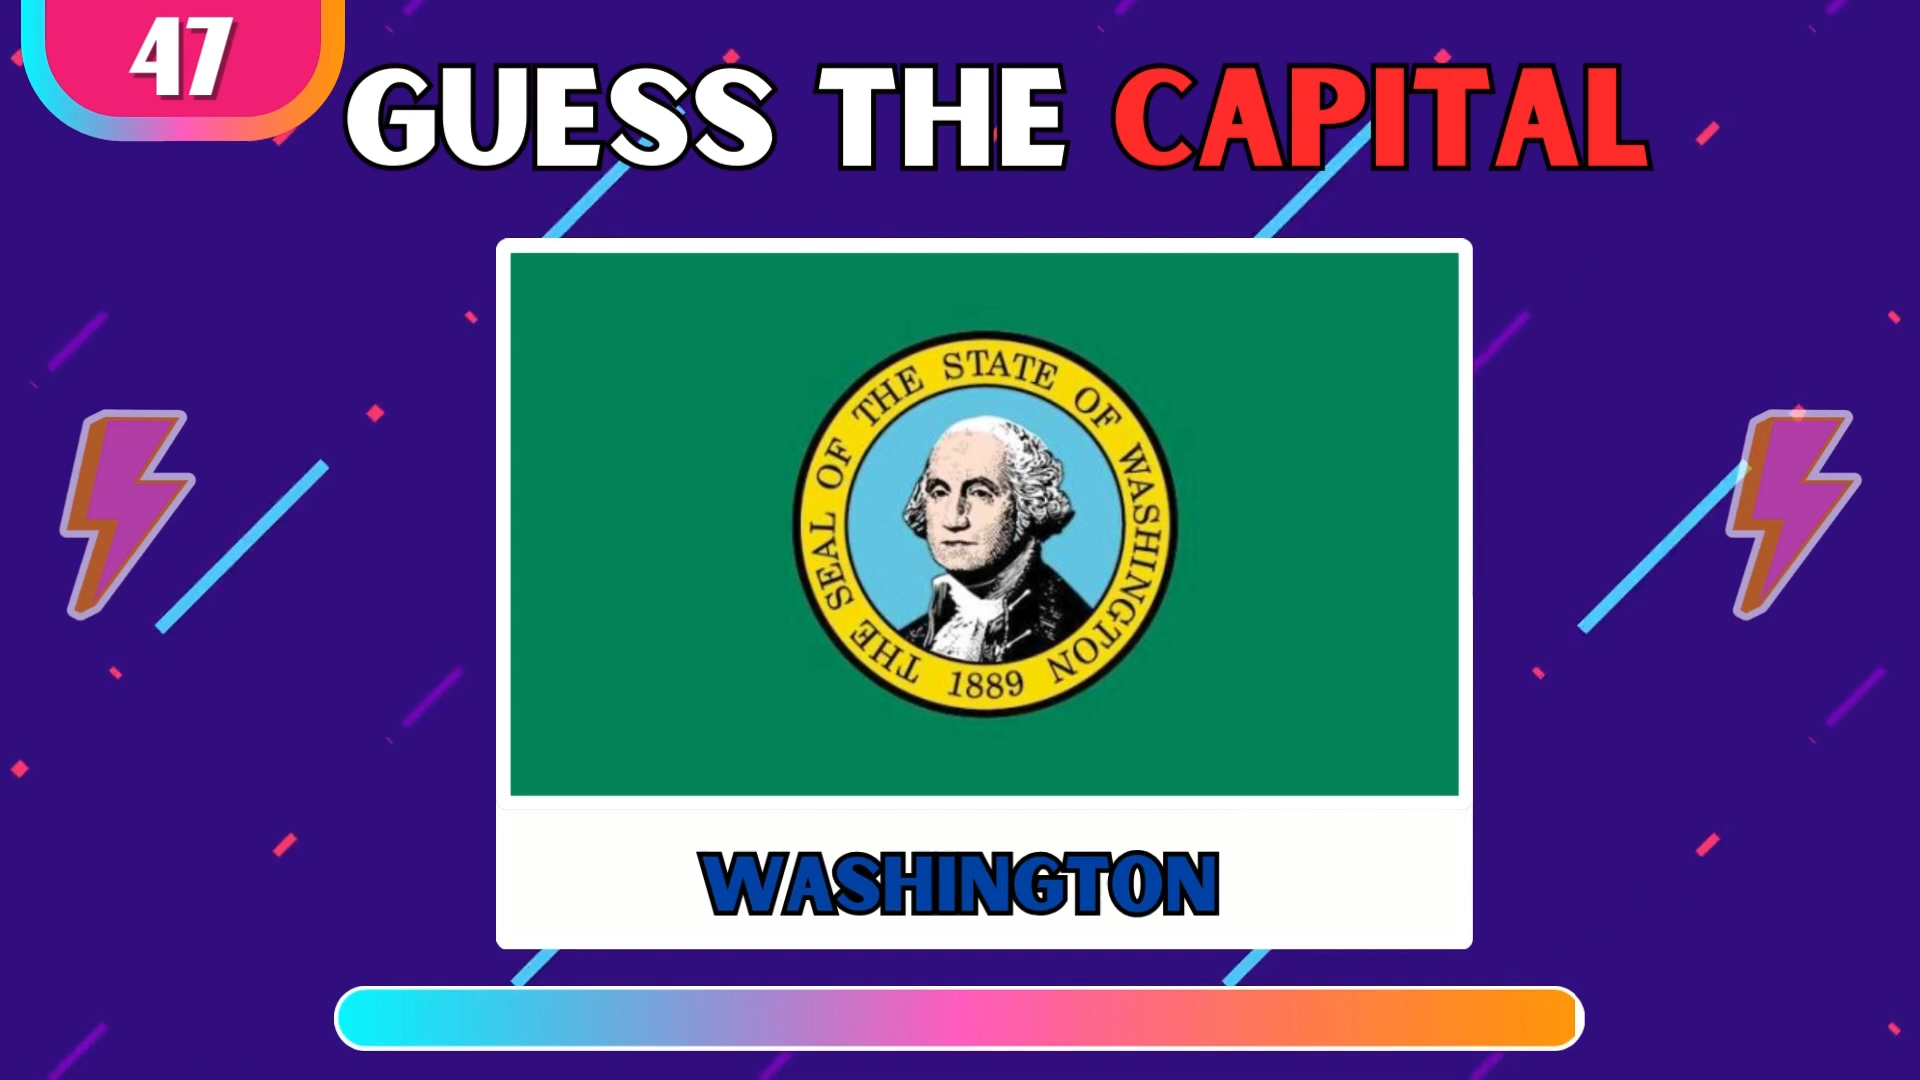 47
GUESS THE CAPITAL
THE SEAL OF THE STATE OF WASHINGTON
1889
WASHINGTON